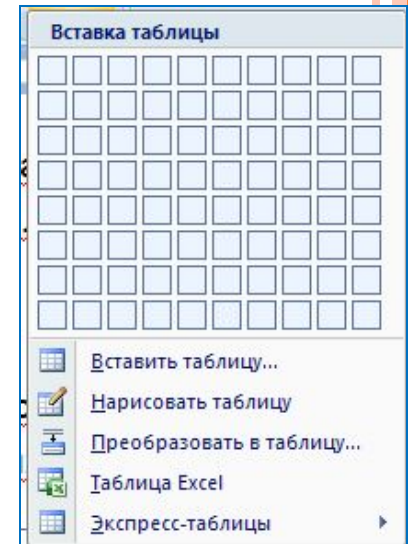 Вставка таблицы
Вставить таблицу...
Нарисовать таблицу
Преобразовать в таблицу...
Таблица Excel
Экспресс-таблицы